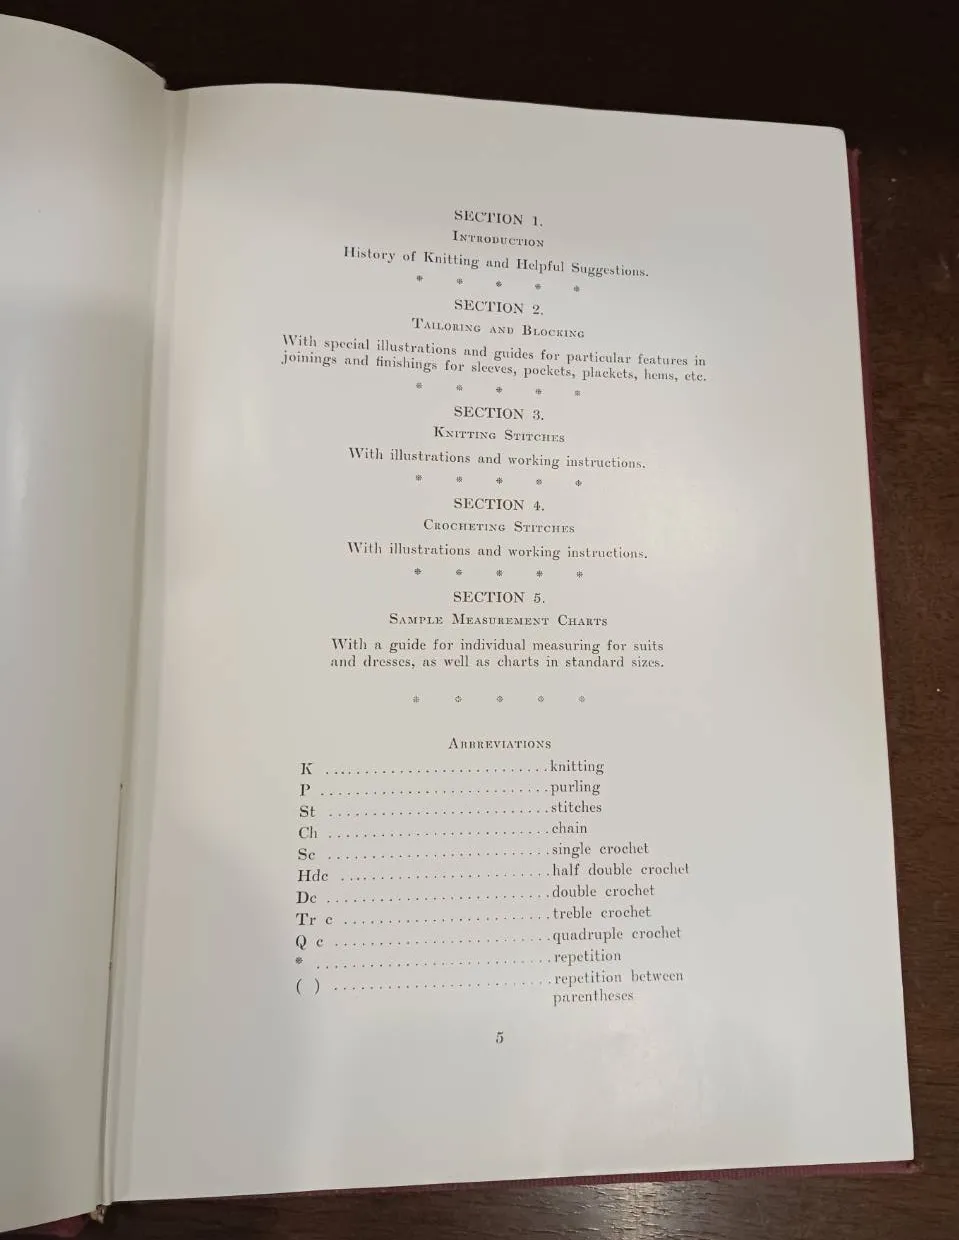 SECTION 1.
INTRODUCTION
History of Knitting and Helpful Suggestions.
* * * * *
SECTION 2.
TAILORING AND BLOCKING
With special illustrations and guides for particular features in
joinings and finishings for sleeves, pockets, plackets, hems, etc.
* * * * *
SECTION 3.
KNITTING STITCHES
With illustrations and working instructions.
* * * * *
SECTION 4.
CROCHETING STITCHES
With illustrations and working instructions.
* * * * *
SECTION 5.
SAMPLE MEASUREMENT CHARTS
With a guide for individual measuring for suits
and dresses, as well as charts in standard sizes.
* * * * *
ABBREVIATIONS
K ........................... knitting
P ........................... purling
St ........................... stitches
Ch ........................... chain
Sc ........................... single crochet
Hdc ........................... half double crochet
Dc ........................... double crochet
Tr c ........................... treble crochet
Q c ........................... quadruple crochet
* ........................... repetition
( ) ........................... repetition between
parentheses
5